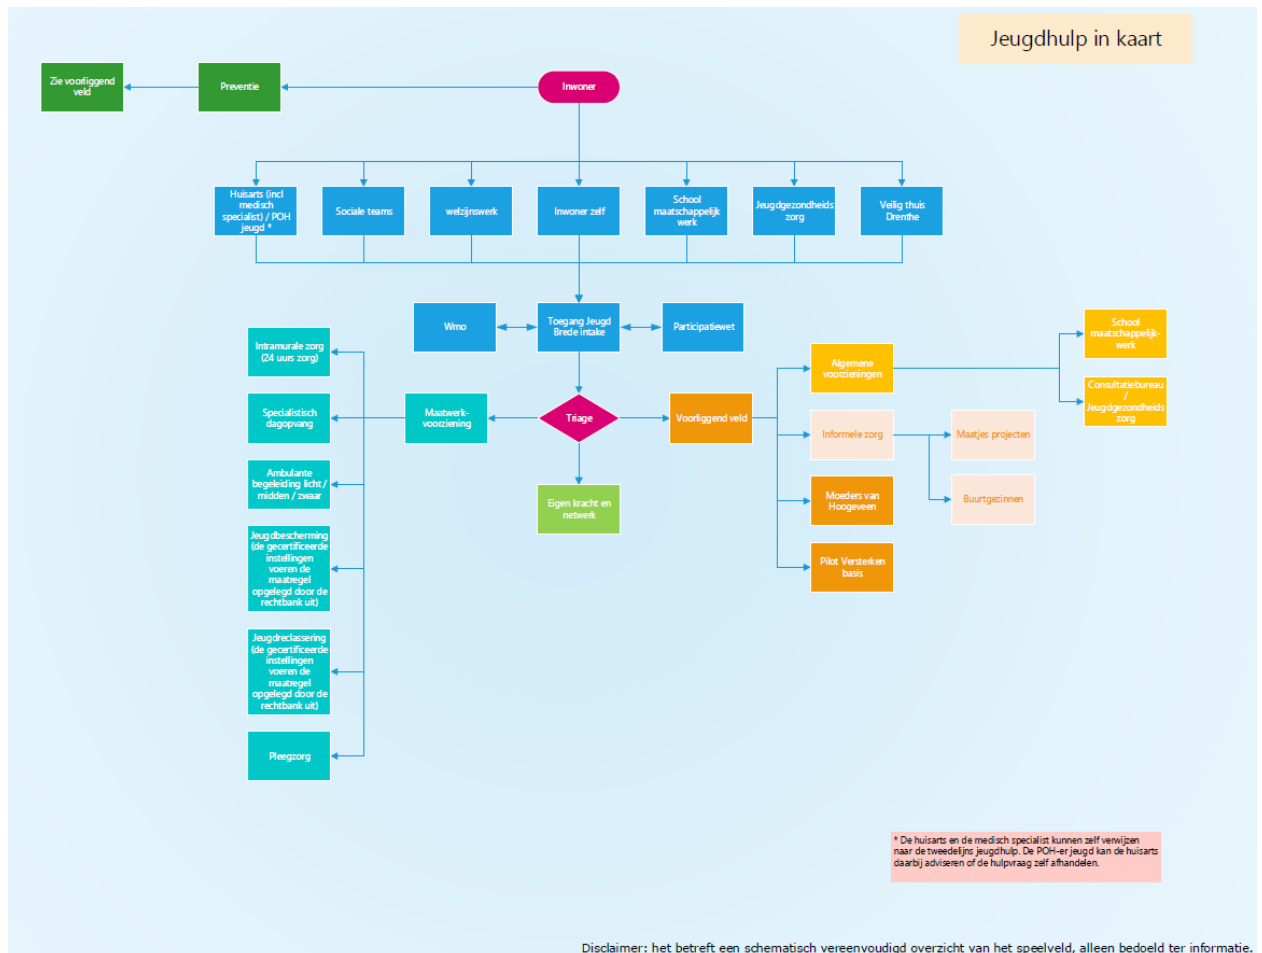 Jeugdhulp in kaart
Zie voorliggend
veld
Preventie
Inwoner
Huisarts (incl
medisch
specialist) / POH
jeugd *
Sociale teams
welzijnswerk
Inwoner zelf
School
maatschappelijk
werk
Jeugdgezondheids
zorg
Veilig thuis
Drenthe
Wmo
Toegang Jeugd
Brede intake
Participatiewet
Intramurale zorg
(24 uurs zorg)
Specialistisch
dagopvang
Maatwerk-
voorziening
Triage
Voorliggend veld
Algemene
voorzieningen
School
maatschappelijk-
werk
Consultatiebureau
/
Jeugdgezondheids
zorg
Informele zorg
Maatjes projecten
Buurtgezinnen
Ambulante
begeleiding licht /
midden / zwaar
Eigen kracht en
netwerk
Moeders van
Hoogeveen
Pilot Versterken
basis
Jeugdbescherming
(de gecertificeerde
instellingen
voeren de
maatregel
opgelegd door de
rechtbank uit)
Jeugdreclassering
(de gecertificeerde
instellingen
voeren de
maatregel
opgelegd door de
rechtbank uit)
Pleegzorg
* De huisarts en de medisch specialist kunnen zelf verwijzen
naar de tweedelijns jeugdhulp. De POH-er jeugd kan de huisarts
daarbij adviseren of de hulpvraag zelf afhandelen.
Disclaimer: het betreft een schematisch vereenvoudigd overzicht van het speelveld, alleen bedoeld ter informatie.